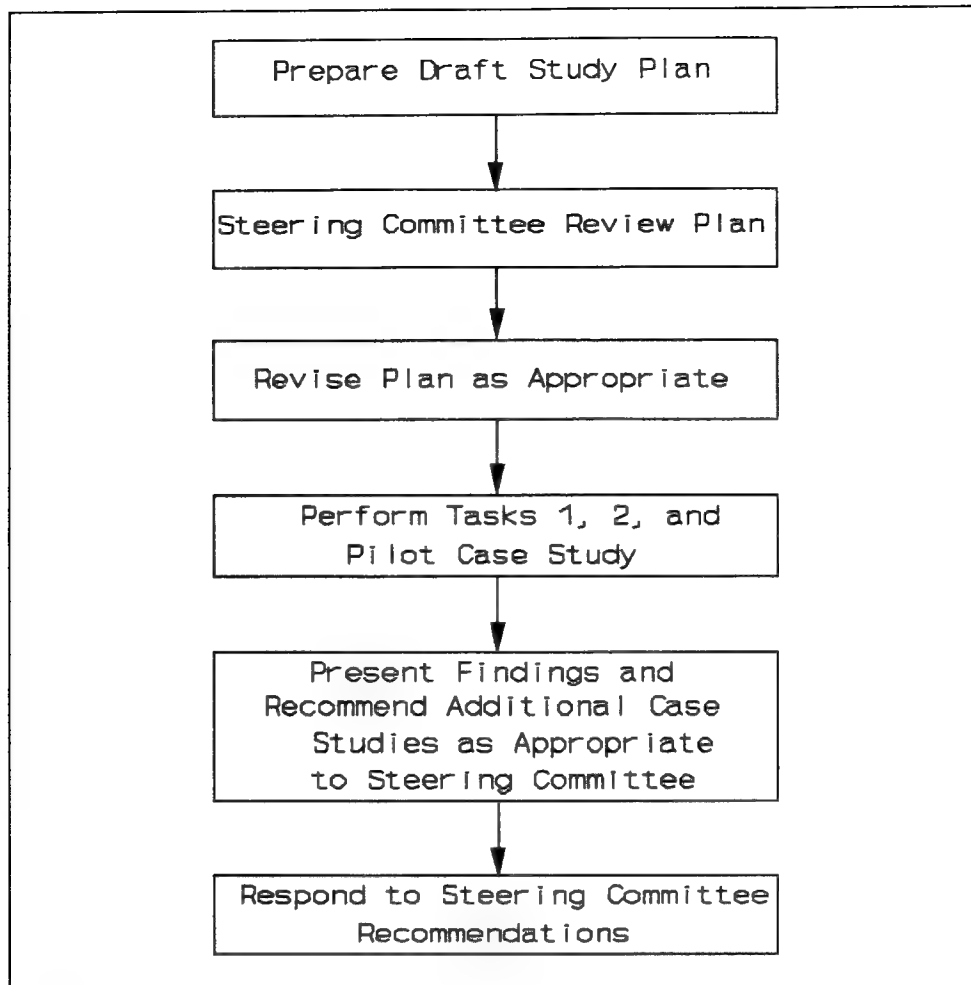 Prepare Draft Study Plan
Steering Committee Review Plan
Revise Plan as Appropriate
Perform Tasks 1, 2, and
Pilot Case Study
Present Findings and
Recommend Additional Case
Studies as Appropriate
to Steering Committee
Respond to Steering Committee
Recommendations